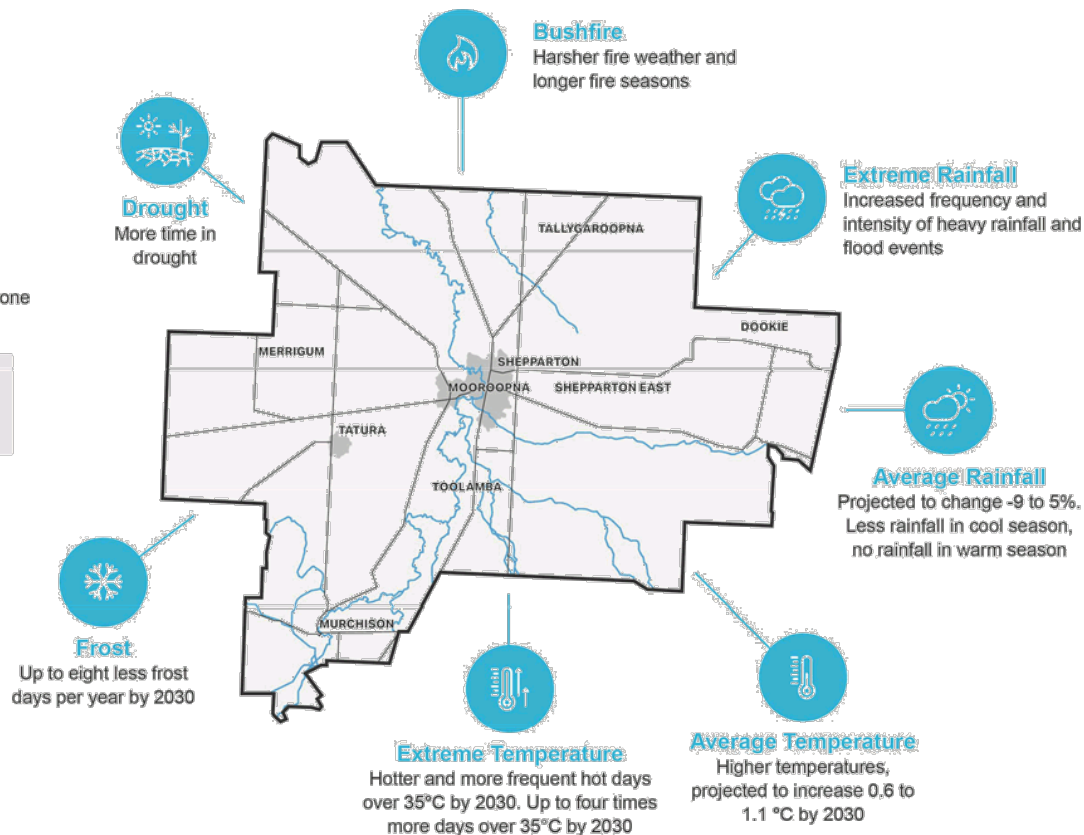 Bushfire
Harsher fire weather and
longer fire seasons
Drought
More time in
drought
Extreme Rainfall
Increased frequency and
intensity of heavy rainfall and
flood events
TALLYGAROOPNA
one
DOOKIE
MERRIGUM
SHEPPARTON
MOOROOPNA
SHEPPARTON EAST
TATURA
TOOLAMBA
Average Rainfall
Projected to change -9 to 5%.
Less rainfall in cool season,
no rainfall in warm season
MURCHISON
Frost
Up to eight less frost
days per year by 2030
Extreme Temperature
Hotter and more frequent hot days
over 35°C by 2030. Up to four times
more days over 35°C by 2030
Average Temperature
Higher temperatures,
projected to increase 0.6 to
1.1 °C by 2030